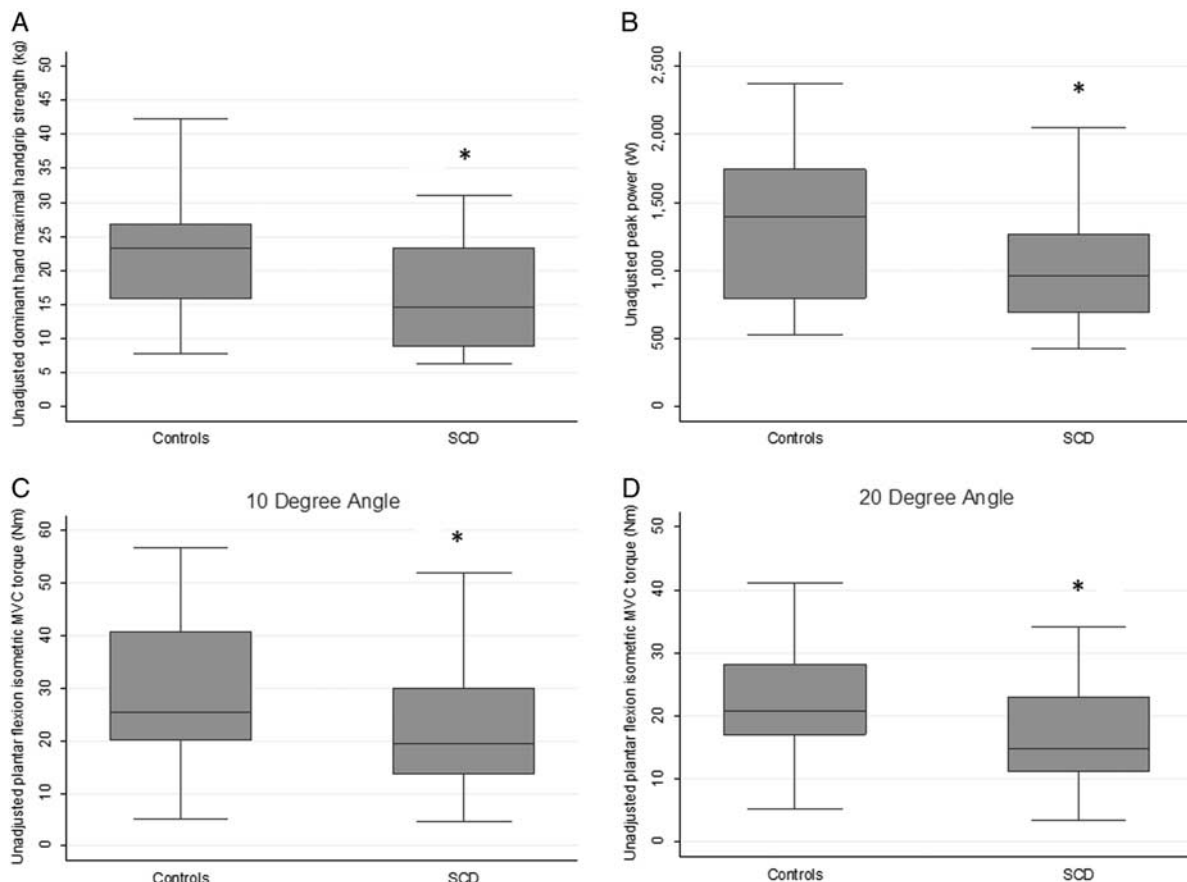 A
Unadjusted dominant hand maximal handgrip strength (kg)
50
45
40
35
30
25
20
15
10
5
0
*
Controls
SCD
B
Unadjusted peak power (W)
2,500
2,000
1,500
1,000
500
0
*
Controls
SCD
C
10 Degree Angle
Unadjusted plantar flexion isometric MVC torque (Nm)
60
50
40
30
20
10
0
*
Controls
SCD
D
20 Degree Angle
Unadjusted plantar flexion isometric MVC torque (Nm)
50
40
30
20
10
0
*
Controls
SCD